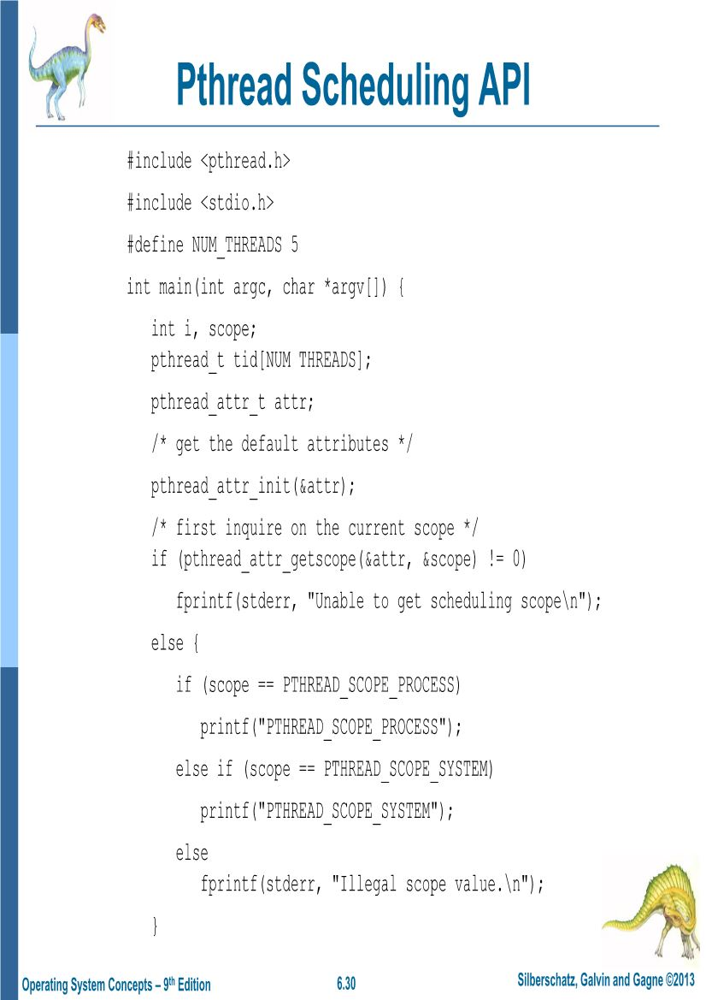 Pthread Scheduling API
#include <pthread.h>
#include <stdio.h>
#define NUM_THREADS 5
int main(int argc, char *argv[]) {
int i, scope;
pthread_t tid[NUM THREADS];
pthread_attr_t attr;
/* get the default attributes */
pthread_attr_init(&attr);
/* first inquire on the current scope */
if (pthread_attr_getscope(&attr, &scope) != 0)
fprintf(stderr, "Unable to get scheduling scope\n");
else {
if (scope == PTHREAD_SCOPE_PROCESS)
printf("PTHREAD_SCOPE_PROCESS");
else if (scope == PTHREAD_SCOPE_SYSTEM)
printf("PTHREAD_SCOPE_SYSTEM");
else
fprintf(stderr, "Illegal scope value.\n");
}
Operating System Concepts – 9th Edition
6.30
Silberschatz, Galvin and Gagne ©2013